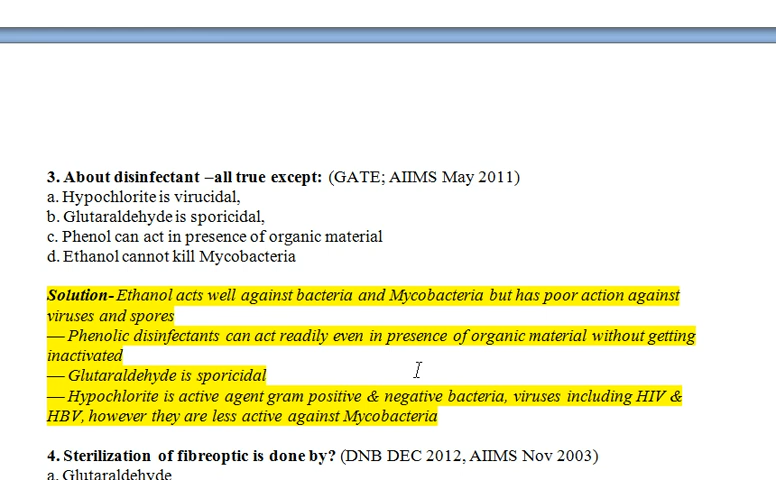 3. About disinfectant –all true except: (GATE; AIIMS May 2011)
a. Hypochlorite is virucidal,
b. Glutaraldehyde is sporicidal,
c. Phenol can act in presence of organic material
d. Ethanol cannot kill Mycobacteria
Solution- Ethanol acts well against bacteria and Mycobacteria but has poor action against
viruses and spores
— Phenolic disinfectants can act readily even in presence of organic material without getting
inactivated
— Glutaraldehyde is sporicidal
— Hypochlorite is active agent gram positive & negative bacteria, viruses including HIV &
HBV, however they are less active against Mycobacteria
4. Sterilization of fibreoptic is done by? (DNB DEC 2012, AIIMS Nov 2003)
a. Glutaraldehyde